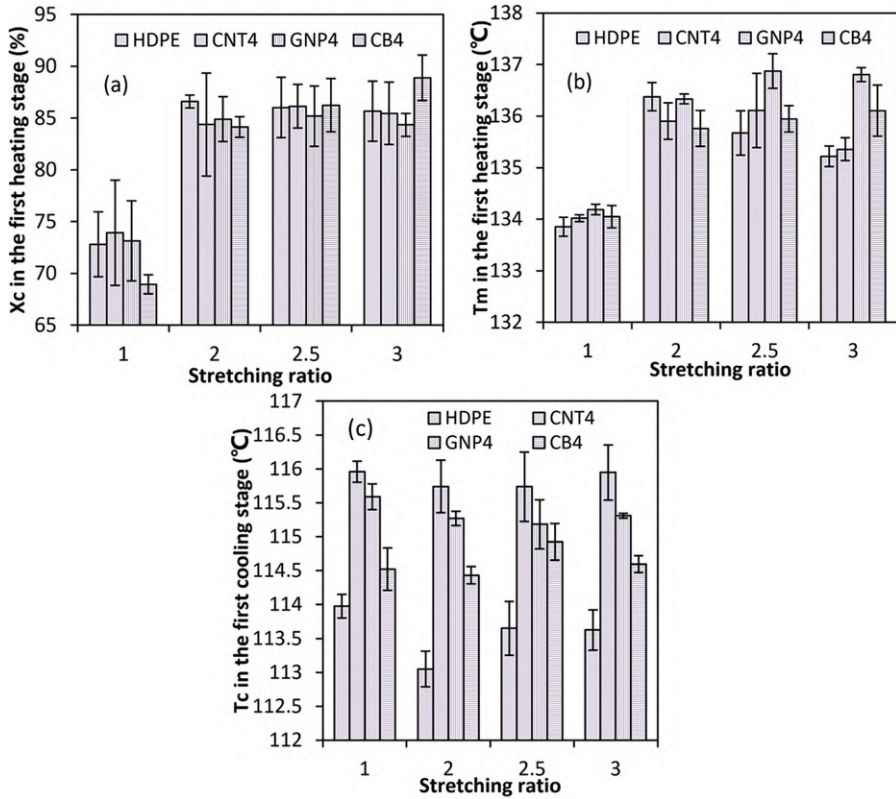 Xc in the first heating stage (%)
95
90
85
80
75
70
65
HDPE CNT4 GNP4 CB4
(a)
1 2 2.5 3
Stretching ratio
Tm in the first heating stage (℃)
138
137
136
135
134
133
132
HDPE CNT4 GNP4 CB4
(b)
1 2 2.5 3
Stretching ratio
Tc in the first cooling stage (℃)
117
116.5
116
115.5
115
114.5
114
113.5
113
112.5
112
(c)
HDPE CNT4
GNP4 CB4
1 2 2.5 3
Stretching ratio